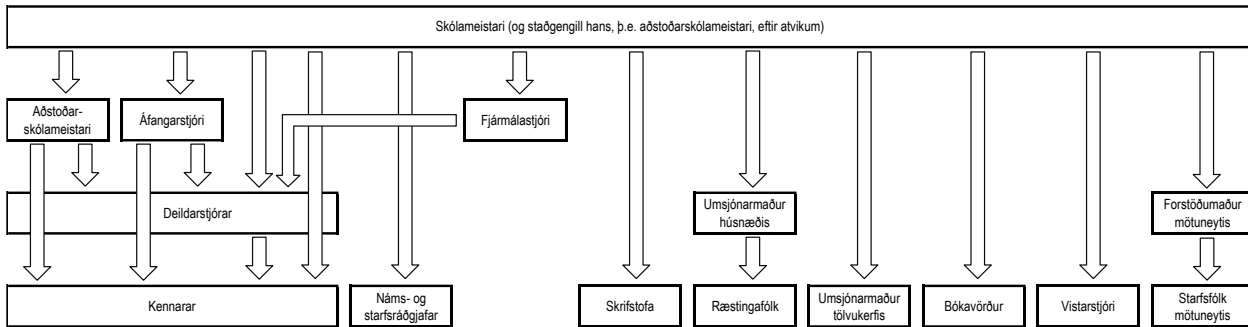 Skólameistari (og staðgengill hans, þ.e. aðstoðarskólameistari, eftir atvikum)
Aðstoðar-
skólameistari
Áfangarstjóri
Fjármálastjóri
Deildarstjórar
Umsjónarmaður
húsnæðis
Forstöðumaður
mötuneytis
Kennarar
Náms- og
starfsráðgjafar
Skrifstofa
Ræstingafólk
Umsjónarmaður
tölvukerfis
Bókavörður
Vistarstjóri
Starfsfólk
mötuneytis